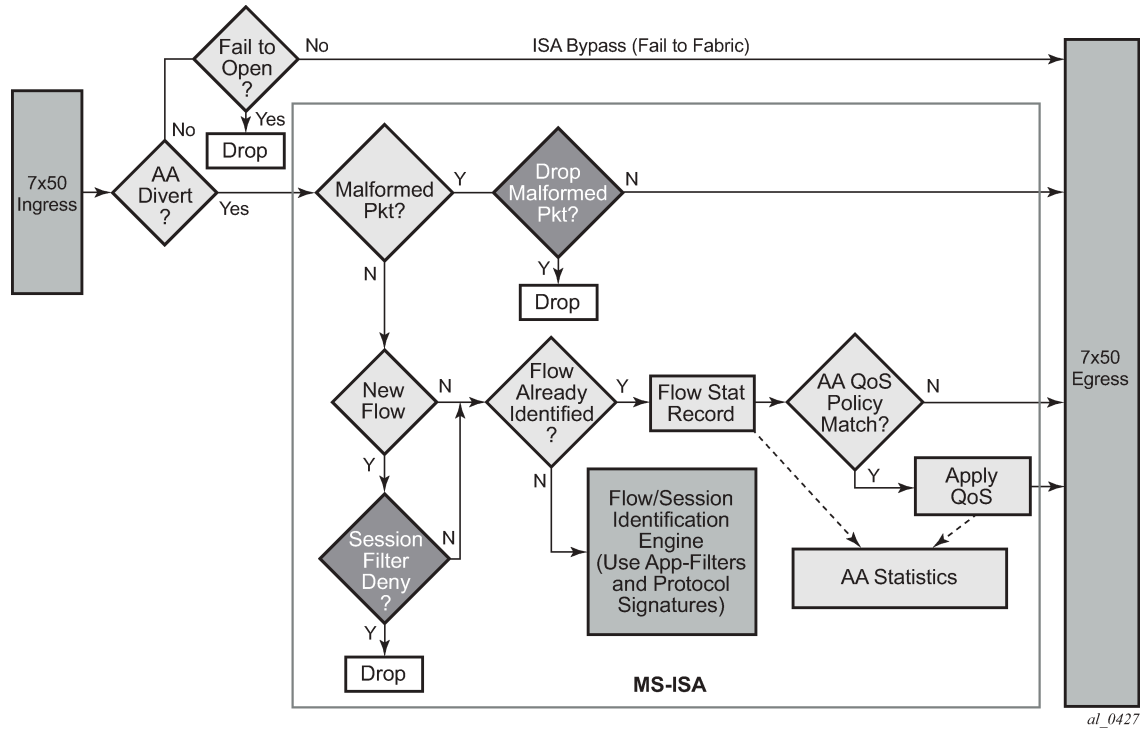 Fail to
Open
?
No
ISA Bypass (Fail to Fabric)
Yes
Drop
No
7x50
Ingress
AA
Divert
?
Yes
Malformed
Pkt?
Y
Drop
Malformed
Pkt?
N
N
Y
Drop
New
Flow
N
Flow
Already
Identified
?
Y
Flow Stat
Record
AA QoS
Policy
Match?
N
7x50
Egress
Y
N
Y
Apply
QoS
Session
Filter
Deny
?
N
Flow/Session
Identification
Engine
(Use App-Filters
and Protocol
Signatures)
AA Statistics
Y
Drop
MS-ISA
al_0427